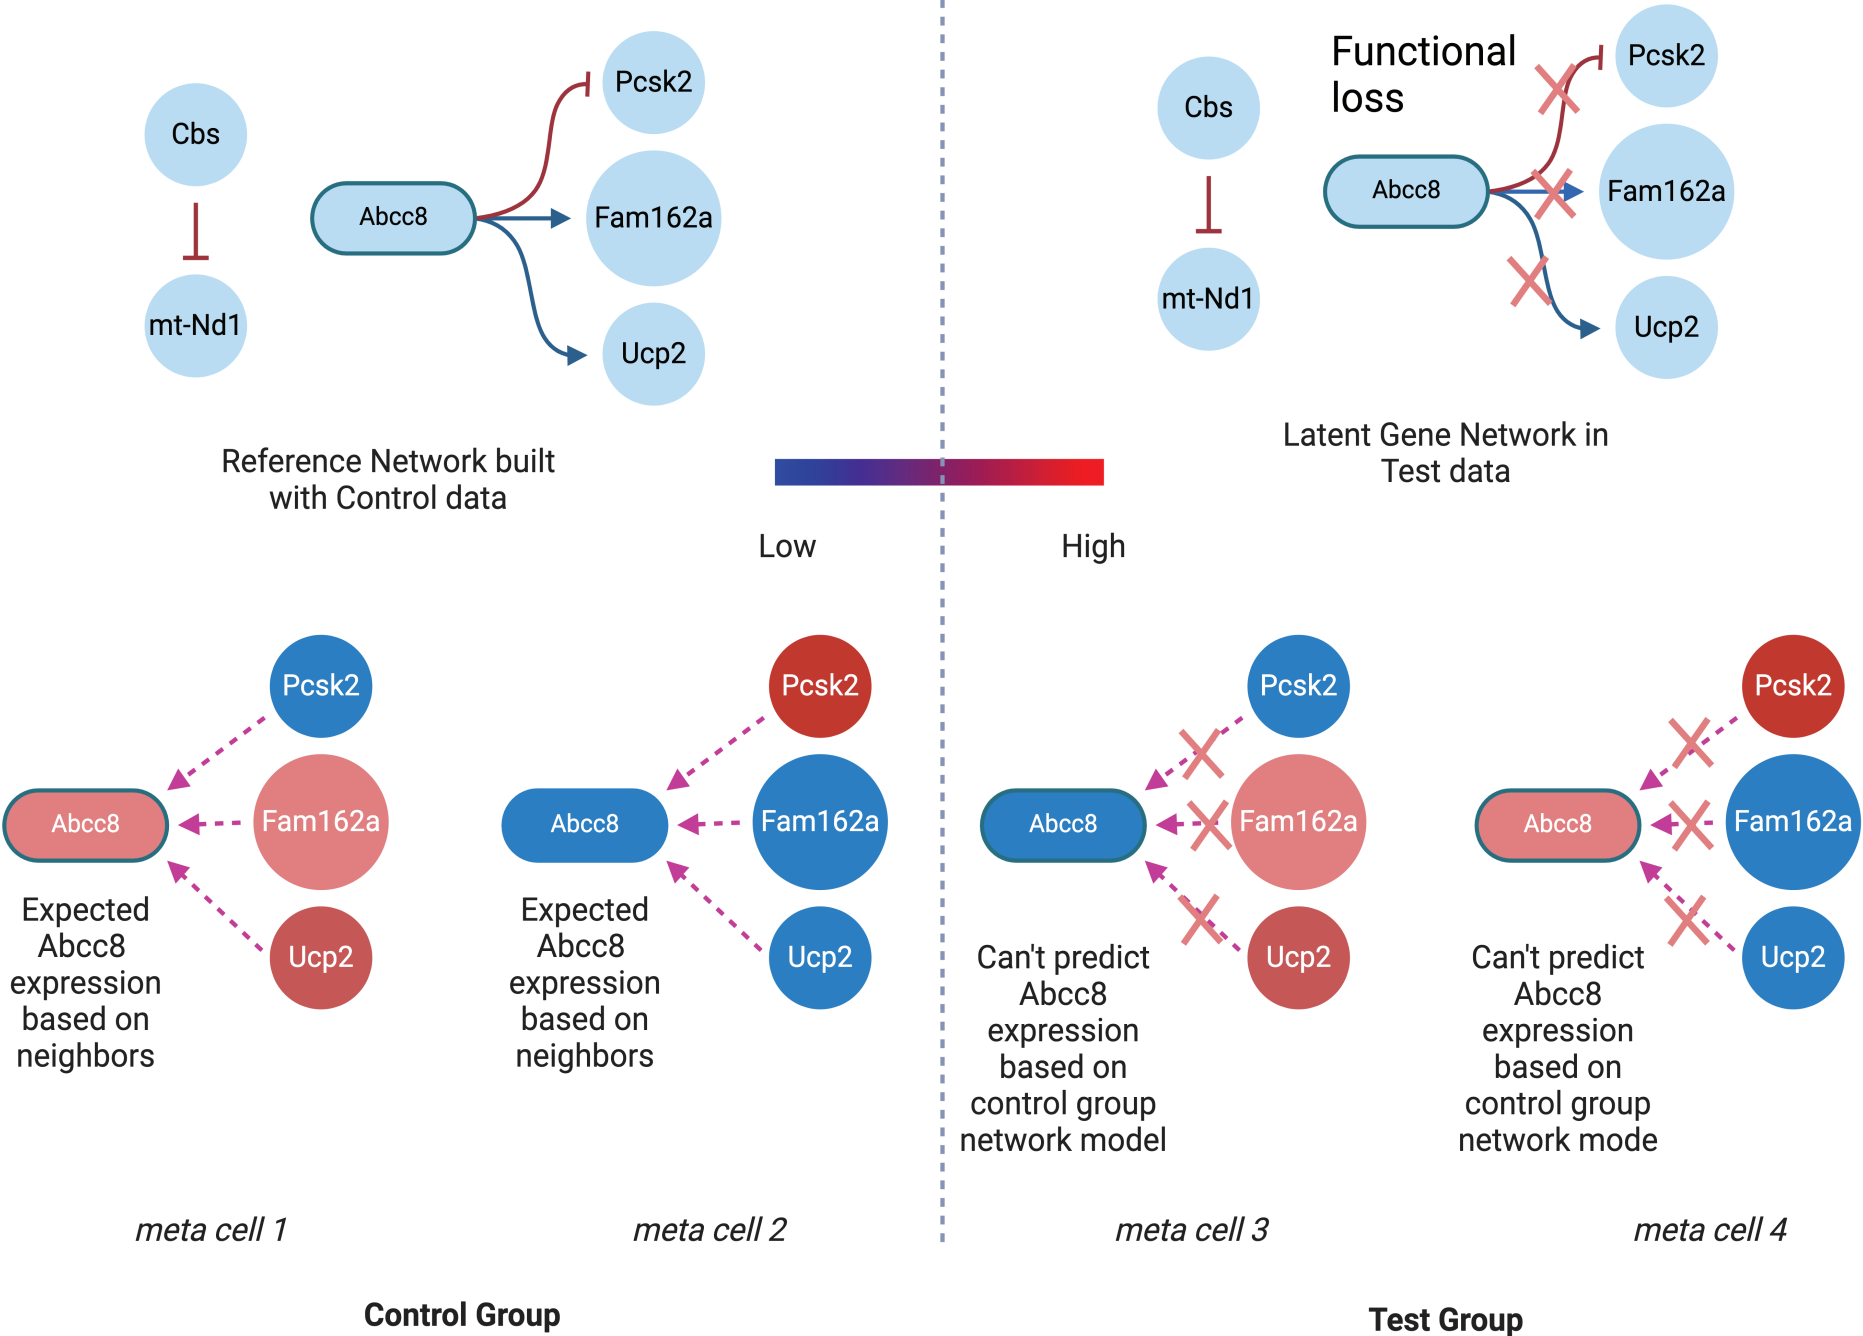 Cbs
mt-Nd1
Abcc8
Pcsk2
Fam162a
Ucp2
Reference Network built
with Control data
Functional
loss
Cbs
mt-Nd1
Abcc8
Pcsk2
Fam162a
Ucp2
Latent Gene Network in
Test data
Low
High
Pcsk2
Abcc8
Fam162a
Ucp2
Expected
Abcc8
expression
based on
neighbors
meta cell 1
Pcsk2
Abcc8
Fam162a
Ucp2
Expected
Abcc8
expression
based on
neighbors
meta cell 2
Control Group
Pcsk2
Abcc8
Fam162a
Ucp2
Can't predict
Abcc8
expression
based on
control group
network model
meta cell 3
Pcsk2
Abcc8
Fam162a
Ucp2
Can't predict
Abcc8
expression
based on
control group
network mode
meta cell 4
Test Group